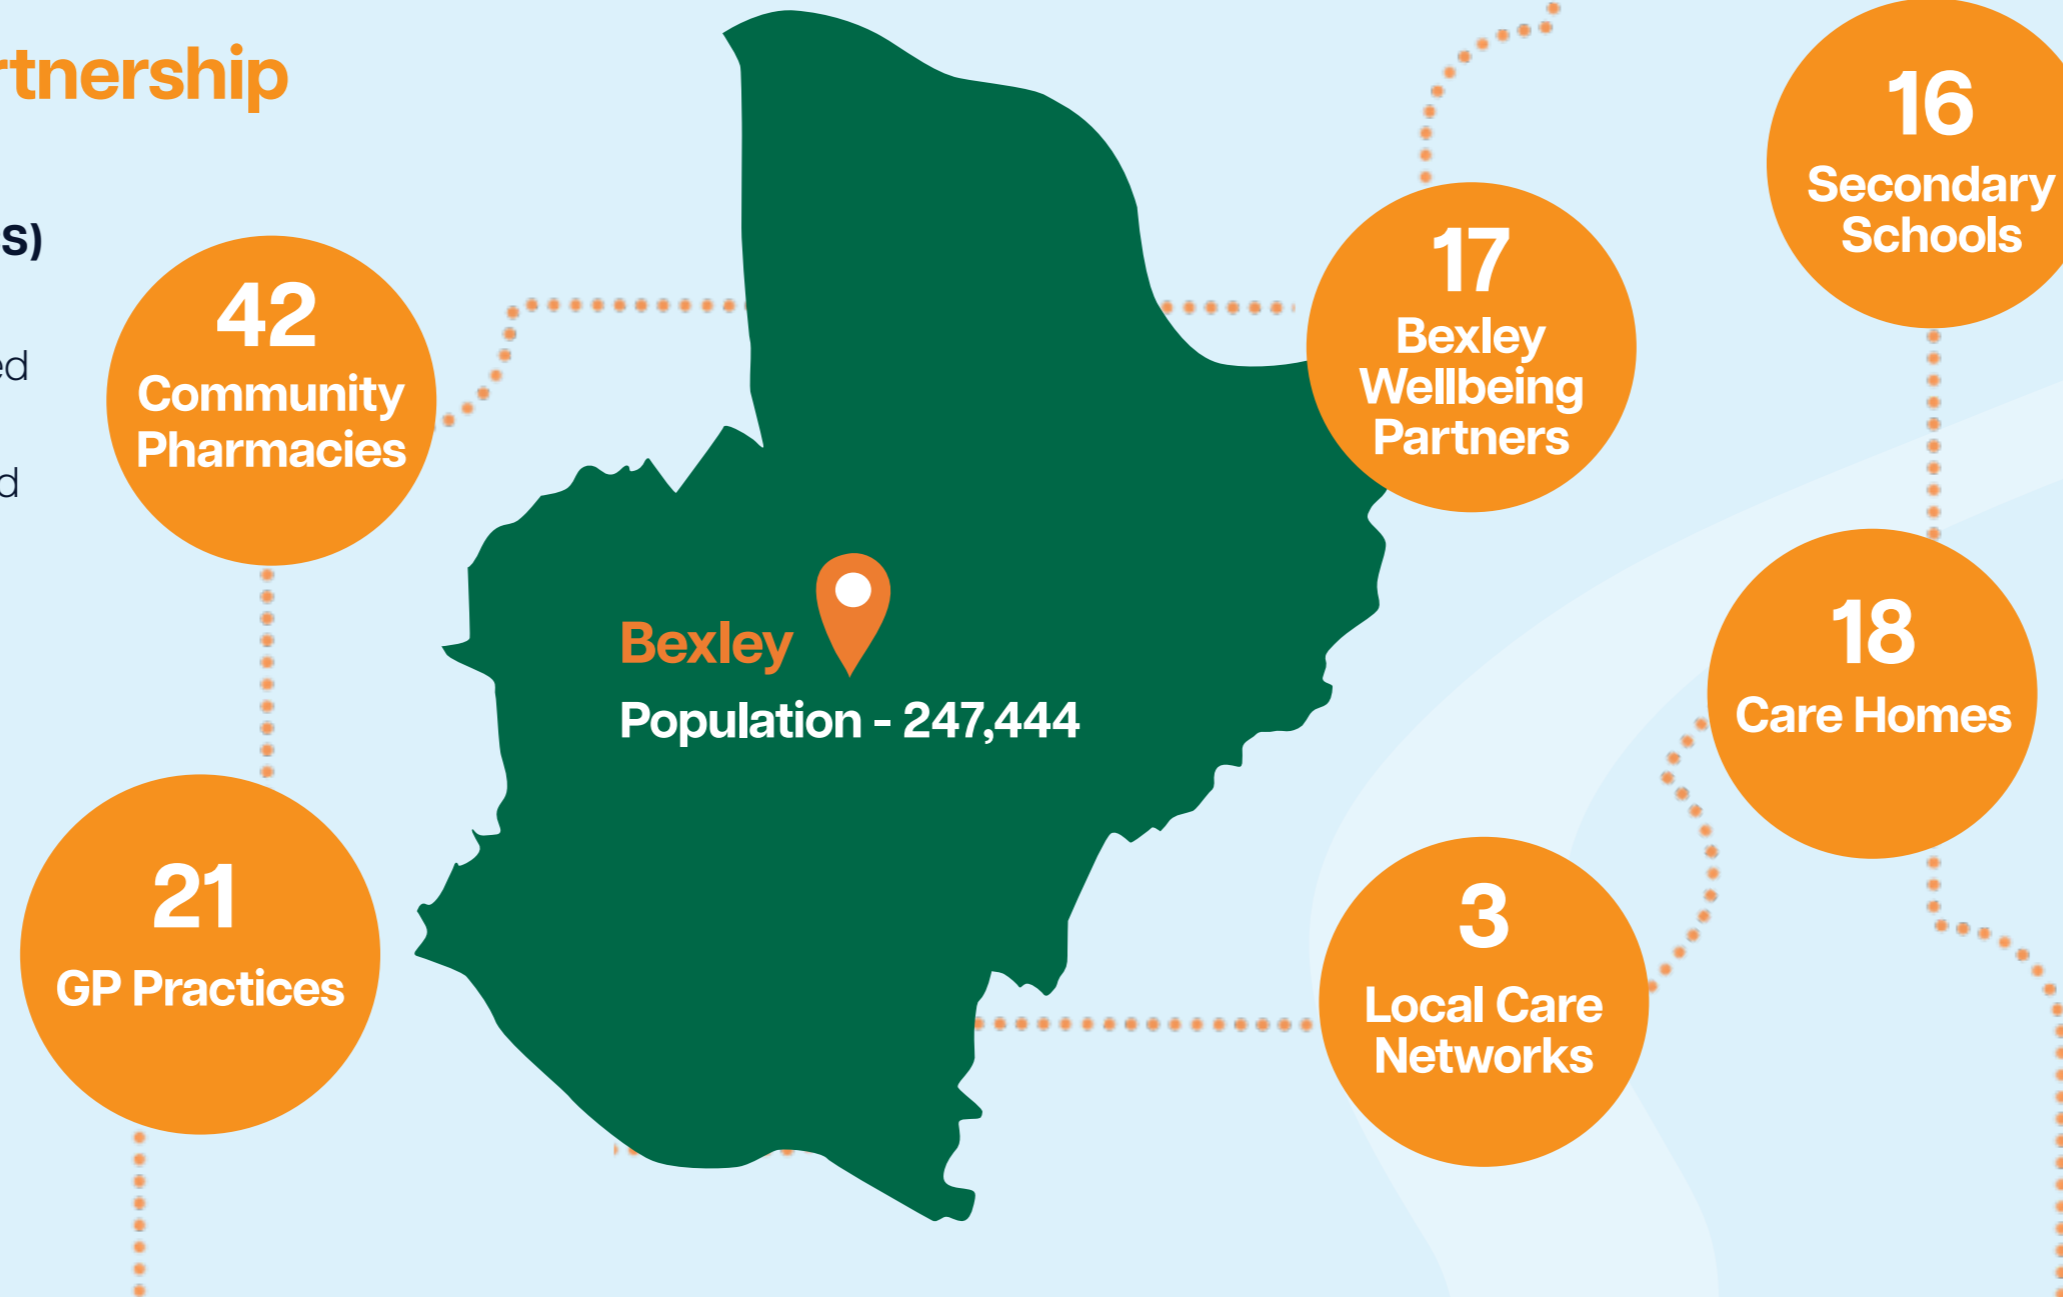 rtnership
s)
ed
d
42
Community
Pharmacies
21
GP Practices
Bexley
Population - 247,444
17
Bexley
Wellbeing
Partners
16
Secondary
Schools
18
Care Homes
3
Local Care
Networks